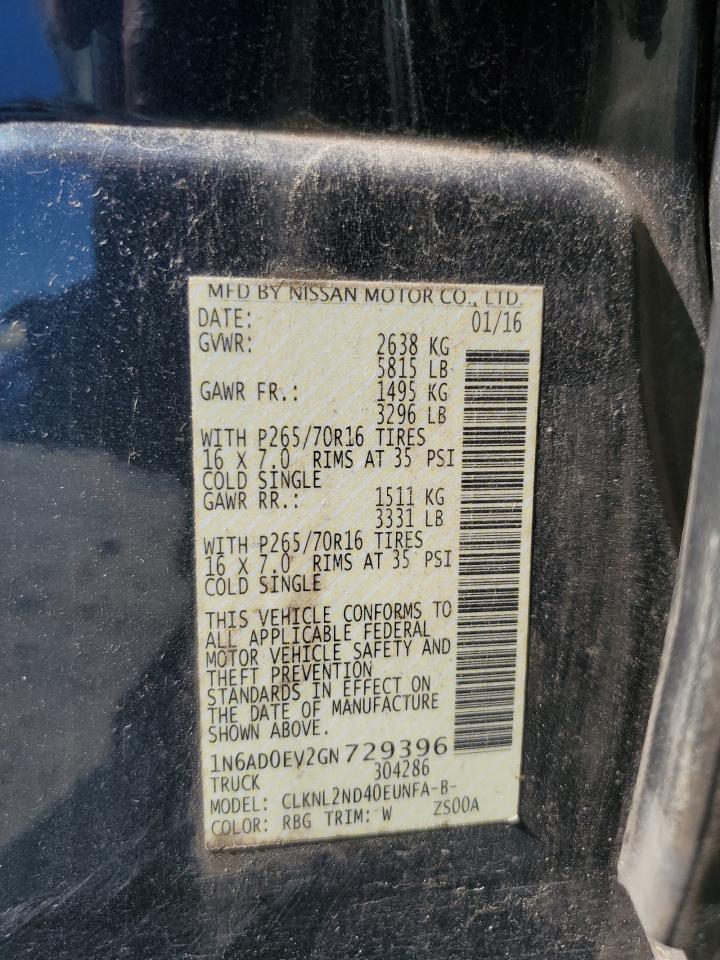 MFD BY NISSAN MOTOR CO., LTD.
DATE: 01/16
GVWR: 2638 KG
5815 LB
GAWR FR.: 1495 KG
3296 LB
WITH P265/70R16 TIRES
16 X 7.0 RIMS AT 35 PSI
COLD SINGLE
GAWR RR.: 1511 KG
3331 LB
WITH P265/70R16 TIRES
16 X 7.0 RIMS AT 35 PSI
COLD SINGLE
THIS VEHICLE CONFORMS TO
ALL APPLICABLE FEDERAL
MOTOR VEHICLE SAFETY AND
THEFT PREVENTION
STANDARDS IN EFFECT ON
THE DATE OF MANUFACTURE
SHOWN ABOVE.
1N6AD0EV2GN729396
304286
TRUCK
MODEL: CLKNL2ND40EUNFA-B-
ZS00A
COLOR: RBG TRIM: W